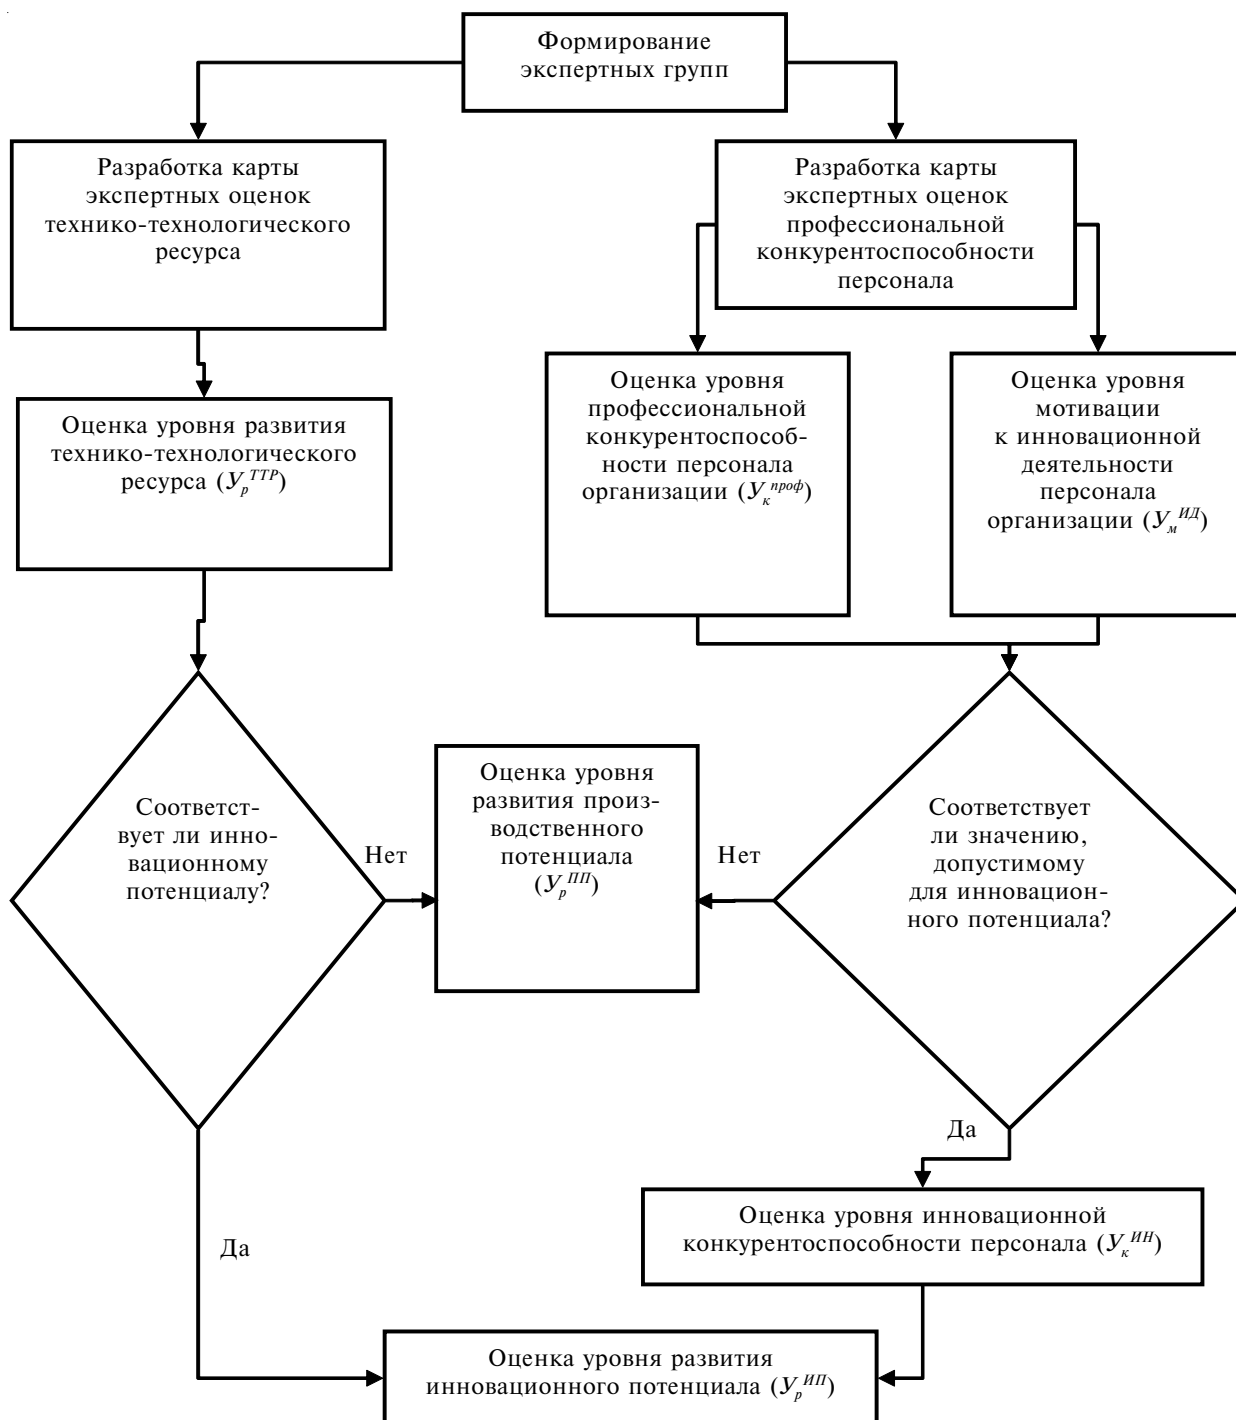 Формирование
экспертных групп
Разработка карты
экспертных оценок
технико-технологического
ресурса
Разработка карты
экспертных оценок
профессиональной
конкурентоспособности
персонала
Оценка уровня развития
технико-технологического
ресурса (У_р^ТТР)
Оценка уровня
профессиональной
конкурентоспособ-
ности персонала
организации (У_к^проф)
Оценка уровня
мотивации
к инновационной
деятельности
персонала
организации (У_м^ИД)
Соответст-
вует ли инно-
вационному
потенциалу?
Нет
Оценка уровня
развития произ-
водственного
потенциала
(У_р^ПП)
Нет
Соответствует
ли значению,
допустимому
для инновацион-
ного потенциала?
Да
Оценка уровня инновационной
конкурентоспособности персонала (У_к^ИН)
Да
Оценка уровня развития
инновационного потенциала (У_р^ИП)